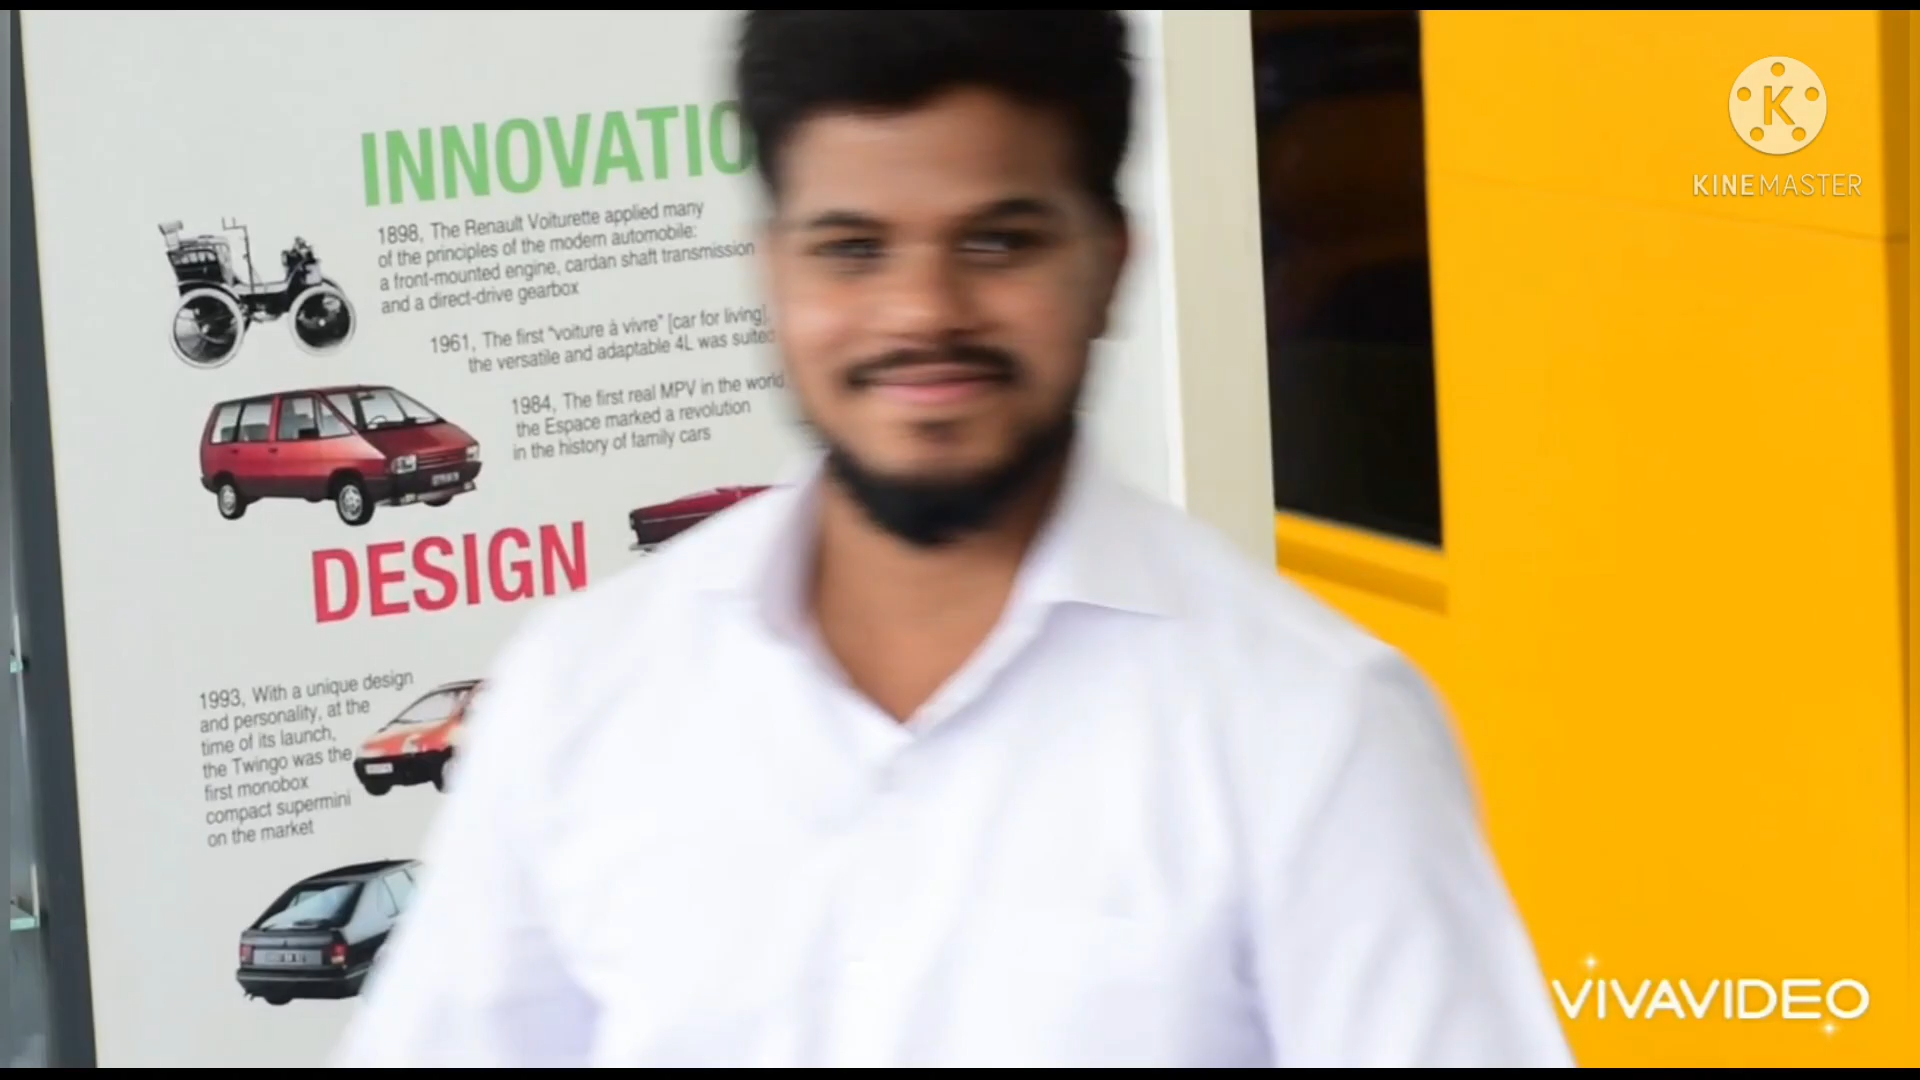 INNOVATIO
1898, The Renault Voiturette applied many
of the principles of the modern automobile:
a front-mounted engine, cardan shaft transmission
and a direct-drive gearbox
1961, The first "voiture à vivre" [car for living],
the versatile and adaptable 4L was suited
1984, The first real MPV in the world,
the Espace marked a revolution
in the history of family cars
DESIGN
1993, With a unique design
and personality, at the
time of its launch,
the Twingo was the
first monobox
compact supermini
on the market
K
KINEMASTER
VIVAVIDEO